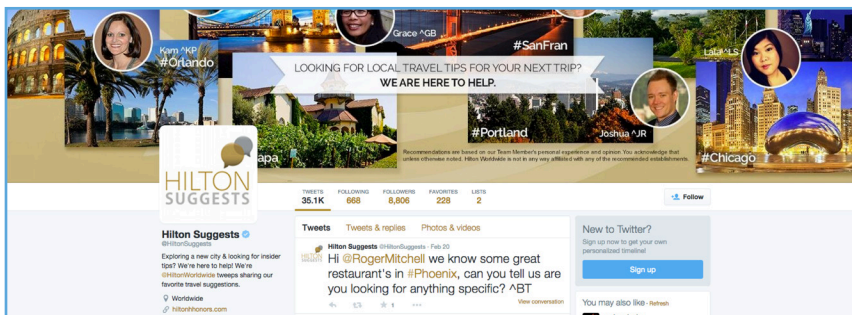 Grace ^GB
#SanFran
Kam ^KP
#Orlando
LalaiLS
LOOKING FOR LOCAL TRAVEL TIPS FOR YOUR NEXT TRIP?
WE ARE HERE TO HELP.
#Portland
Joshua ^JR
apa
#Chicago
Recommendations are based on our Team Member's personal experience and opinion. You acknowledge that
unless otherwise noted. Hilton Worldwide is not in any way affiliated with any of the recommended establishments.
HILTON
SUGGESTS
TWEETS FOLLOWING FOLLOWERS FAVORITES LISTS
35.1K 668 8,806 228 2
Follow
Hilton Suggests
@HiltonSuggests
Exploring a new city & looking for insider
tips? We're here to help! We're
@HiltonWorldwide tweeps sharing our
favorite travel suggestions.
Worldwide
hiltonhhonors.com
Tweets Tweets & replies Photos & videos
Hilton Suggests @HiltonSuggests · Feb 20
Hi @RogerMitchell we know some great
restaurant's in #Phoenix, can you tell us are
you looking for anything specific? ^BT
1
View conversation
New to Twitter?
Sign up now to get your own
personalized timeline!
Sign up
You may also like · Refresh